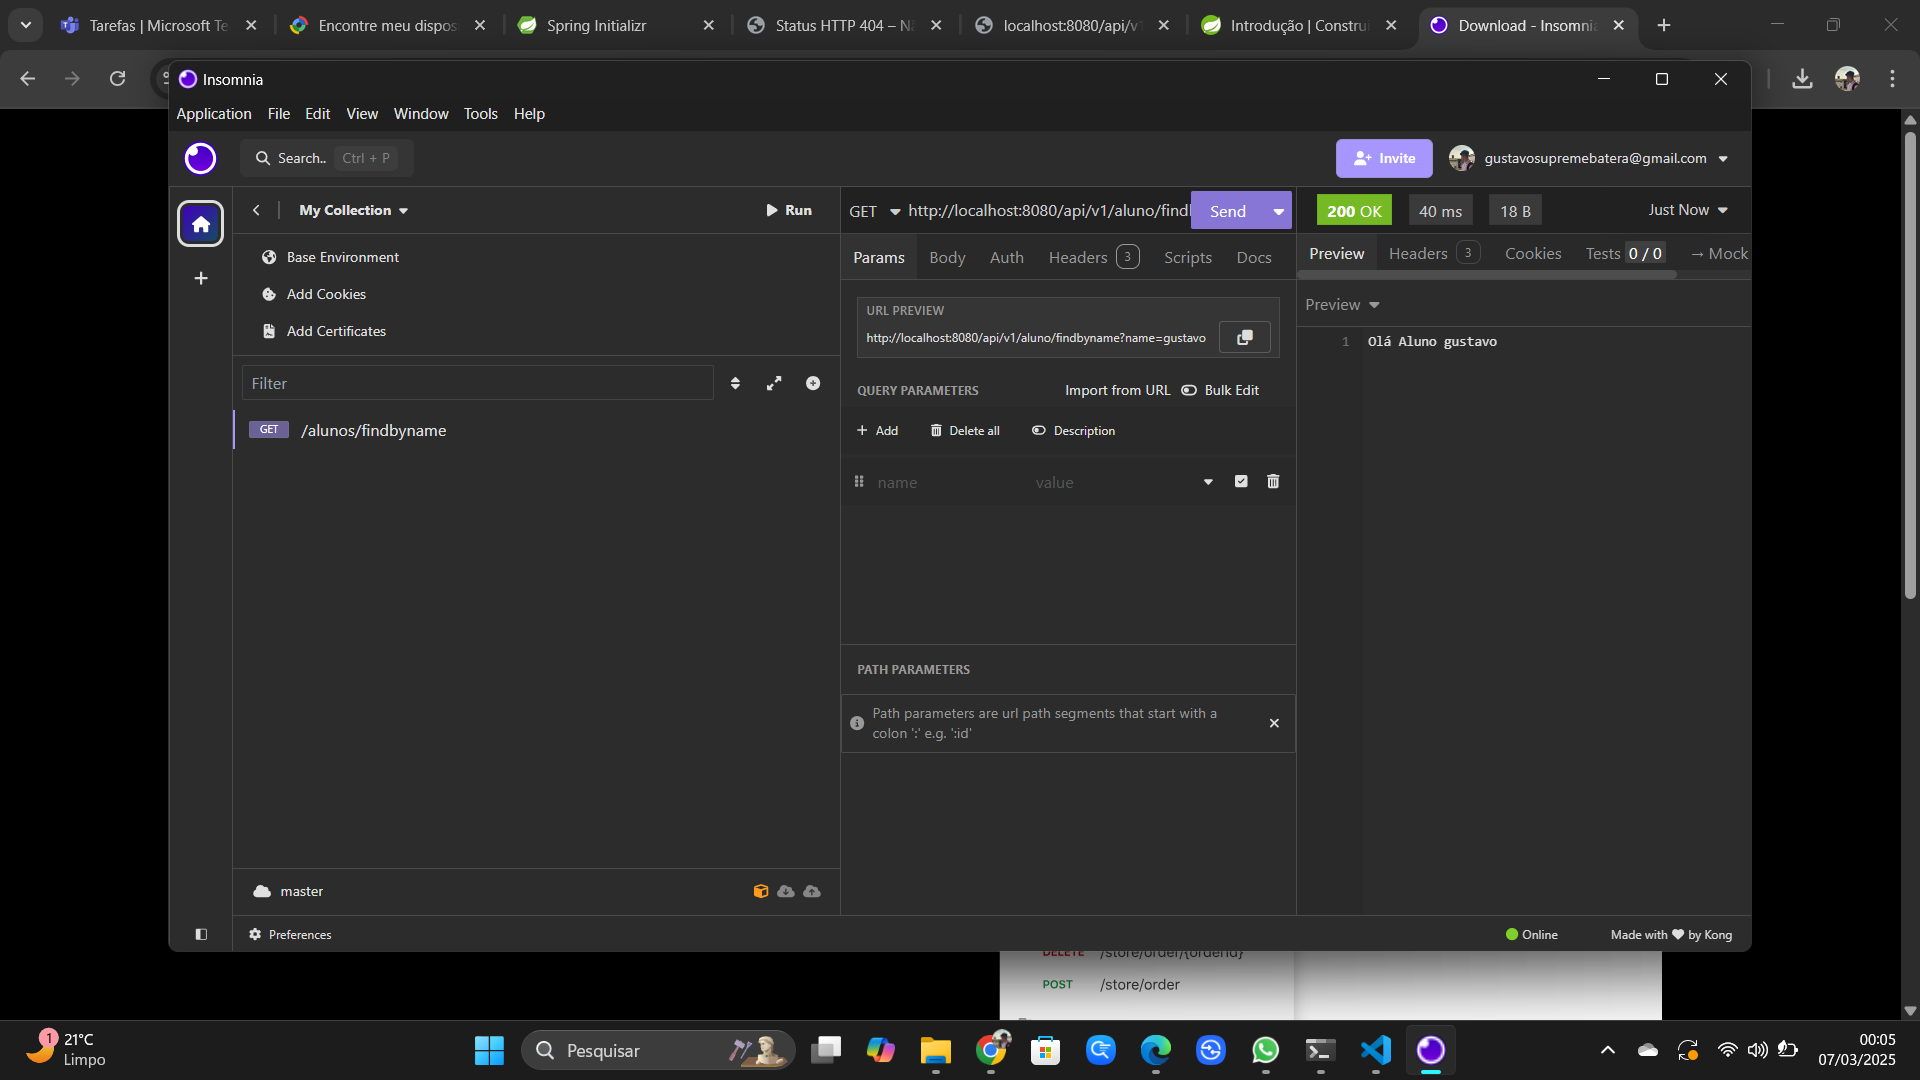 Tarefas | Microsoft Te
Encontre meu dispos
Spring Initializr
Status HTTP 404 – Nã
localhost:8080/api/v1
Introdução | Construi
Download - Insomnia
Insomnia
Application File Edit View Window Tools Help
Search.. Ctrl + P
Invite
gustavosupremebatera@gmail.com
My Collection
Run
GET http://localhost:8080/api/v1/aluno/find
Send
200 OK
40 ms
18 B
Just Now
Base Environment
Add Cookies
Add Certificates
Filter
GET /alunos/findbyname
master
Params Body Auth Headers 3 Scripts Docs
URL PREVIEW
http://localhost:8080/api/v1/aluno/findbyname?name=gustavo
QUERY PARAMETERS
Import from URL Bulk Edit
Add Delete all Description
name value
PATH PARAMETERS
Path parameters are url path segments that start with a
colon ':' e.g. ':id'
Preview Headers 3 Cookies Tests 0 / 0 → Mock
Preview
1 Olá Aluno gustavo
Preferences
Online
Made with ❤ by Kong
DELETE /store/order/{orderId}
POST /store/order
1
21°C
Limpo
Pesquisar
00:05
07/03/2025